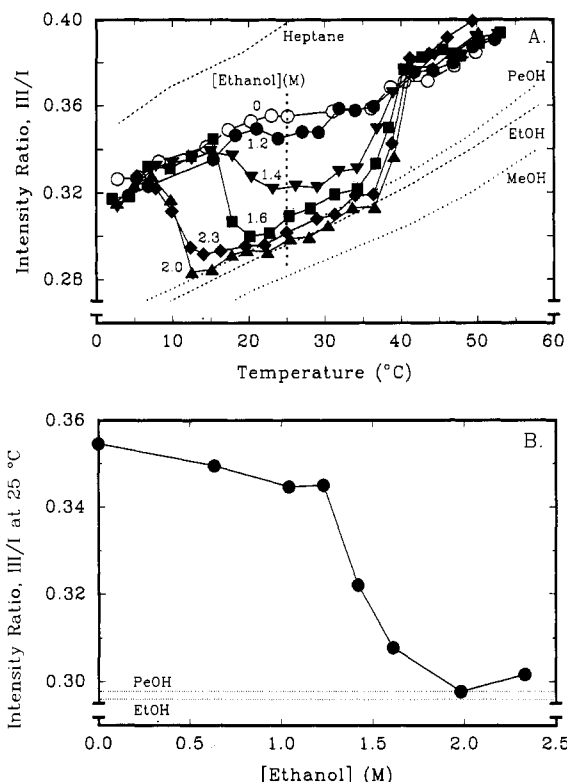 0.40
A.
Heptane
[Ethanol](M)
0
PeOH
0.36
1.2
EtOH
1.4
MeOH
0.32
1.6
2.3
2.0
0.28
Intensity Ratio, III/I
0 10 20 30 40 50 60
Temperature (°C)
0.36
B.
0.34
0.32
0.30
PeOH
EtOH
Intensity Ratio, III/I at 25 °C
0.0 0.5 1.0 1.5 2.0 2.5
[Ethanol] (M)